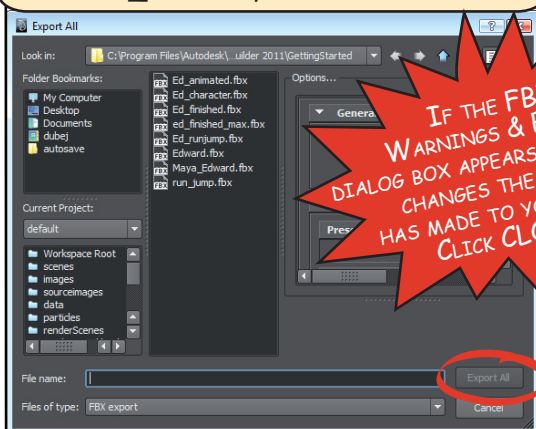 Export All
Look in:
C:\Program Files\Autodesk\...uilder 2011\GettingStarted
Folder Bookmarks:
My Computer
Desktop
Documents
dubej
autosave
Current Project:
default
Workspace Root
scenes
images
sourceimages
data
particles
renderScenes
Ed_animated.fbx
Ed_character.fbx
Ed_finished.fbx
ed_finished_max.fbx
Ed_runjump.fbx
Edward.fbx
Maya_Edward.fbx
run_jump.fbx
Options...
General
IF THE FB
WARNINGS &
DIALOG BOX APPEARS
CHANGES THE
HAS MADE TO YO
CLICK CLO
File name:
Export All
Files of type:
FBX export
Cancel